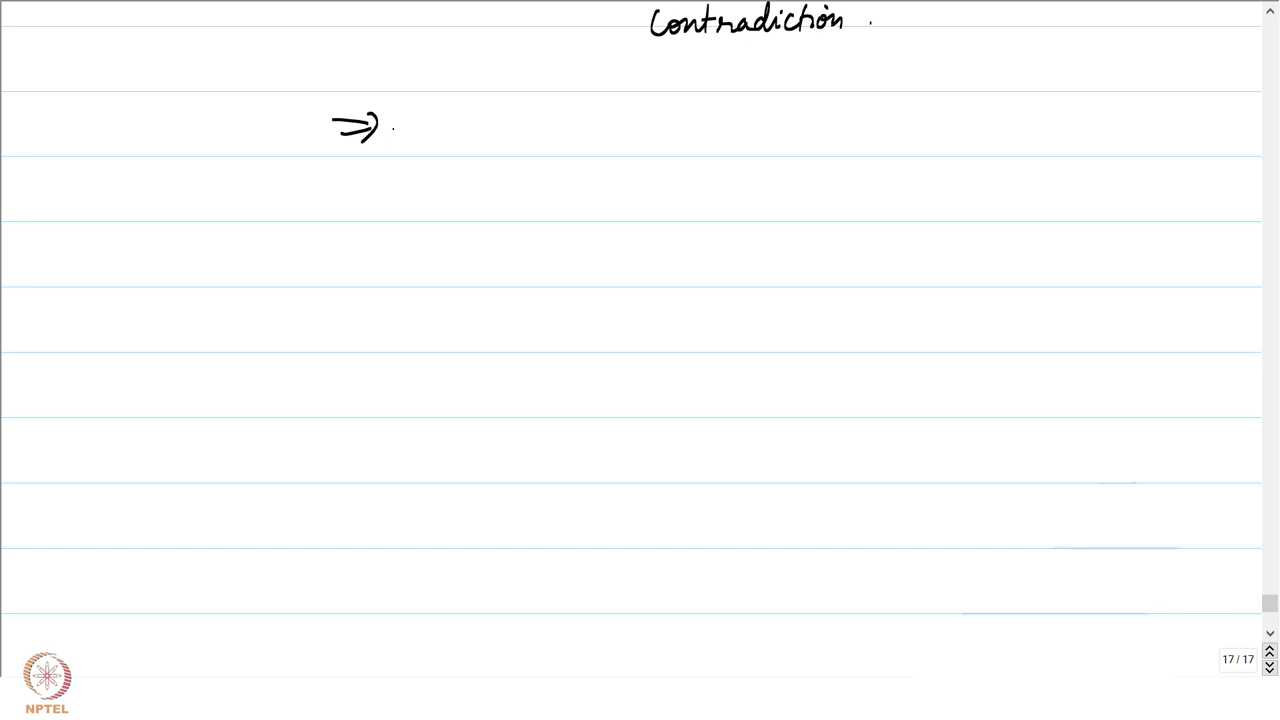 Contradiction .
⇒ .
17 / 17
NPTEL